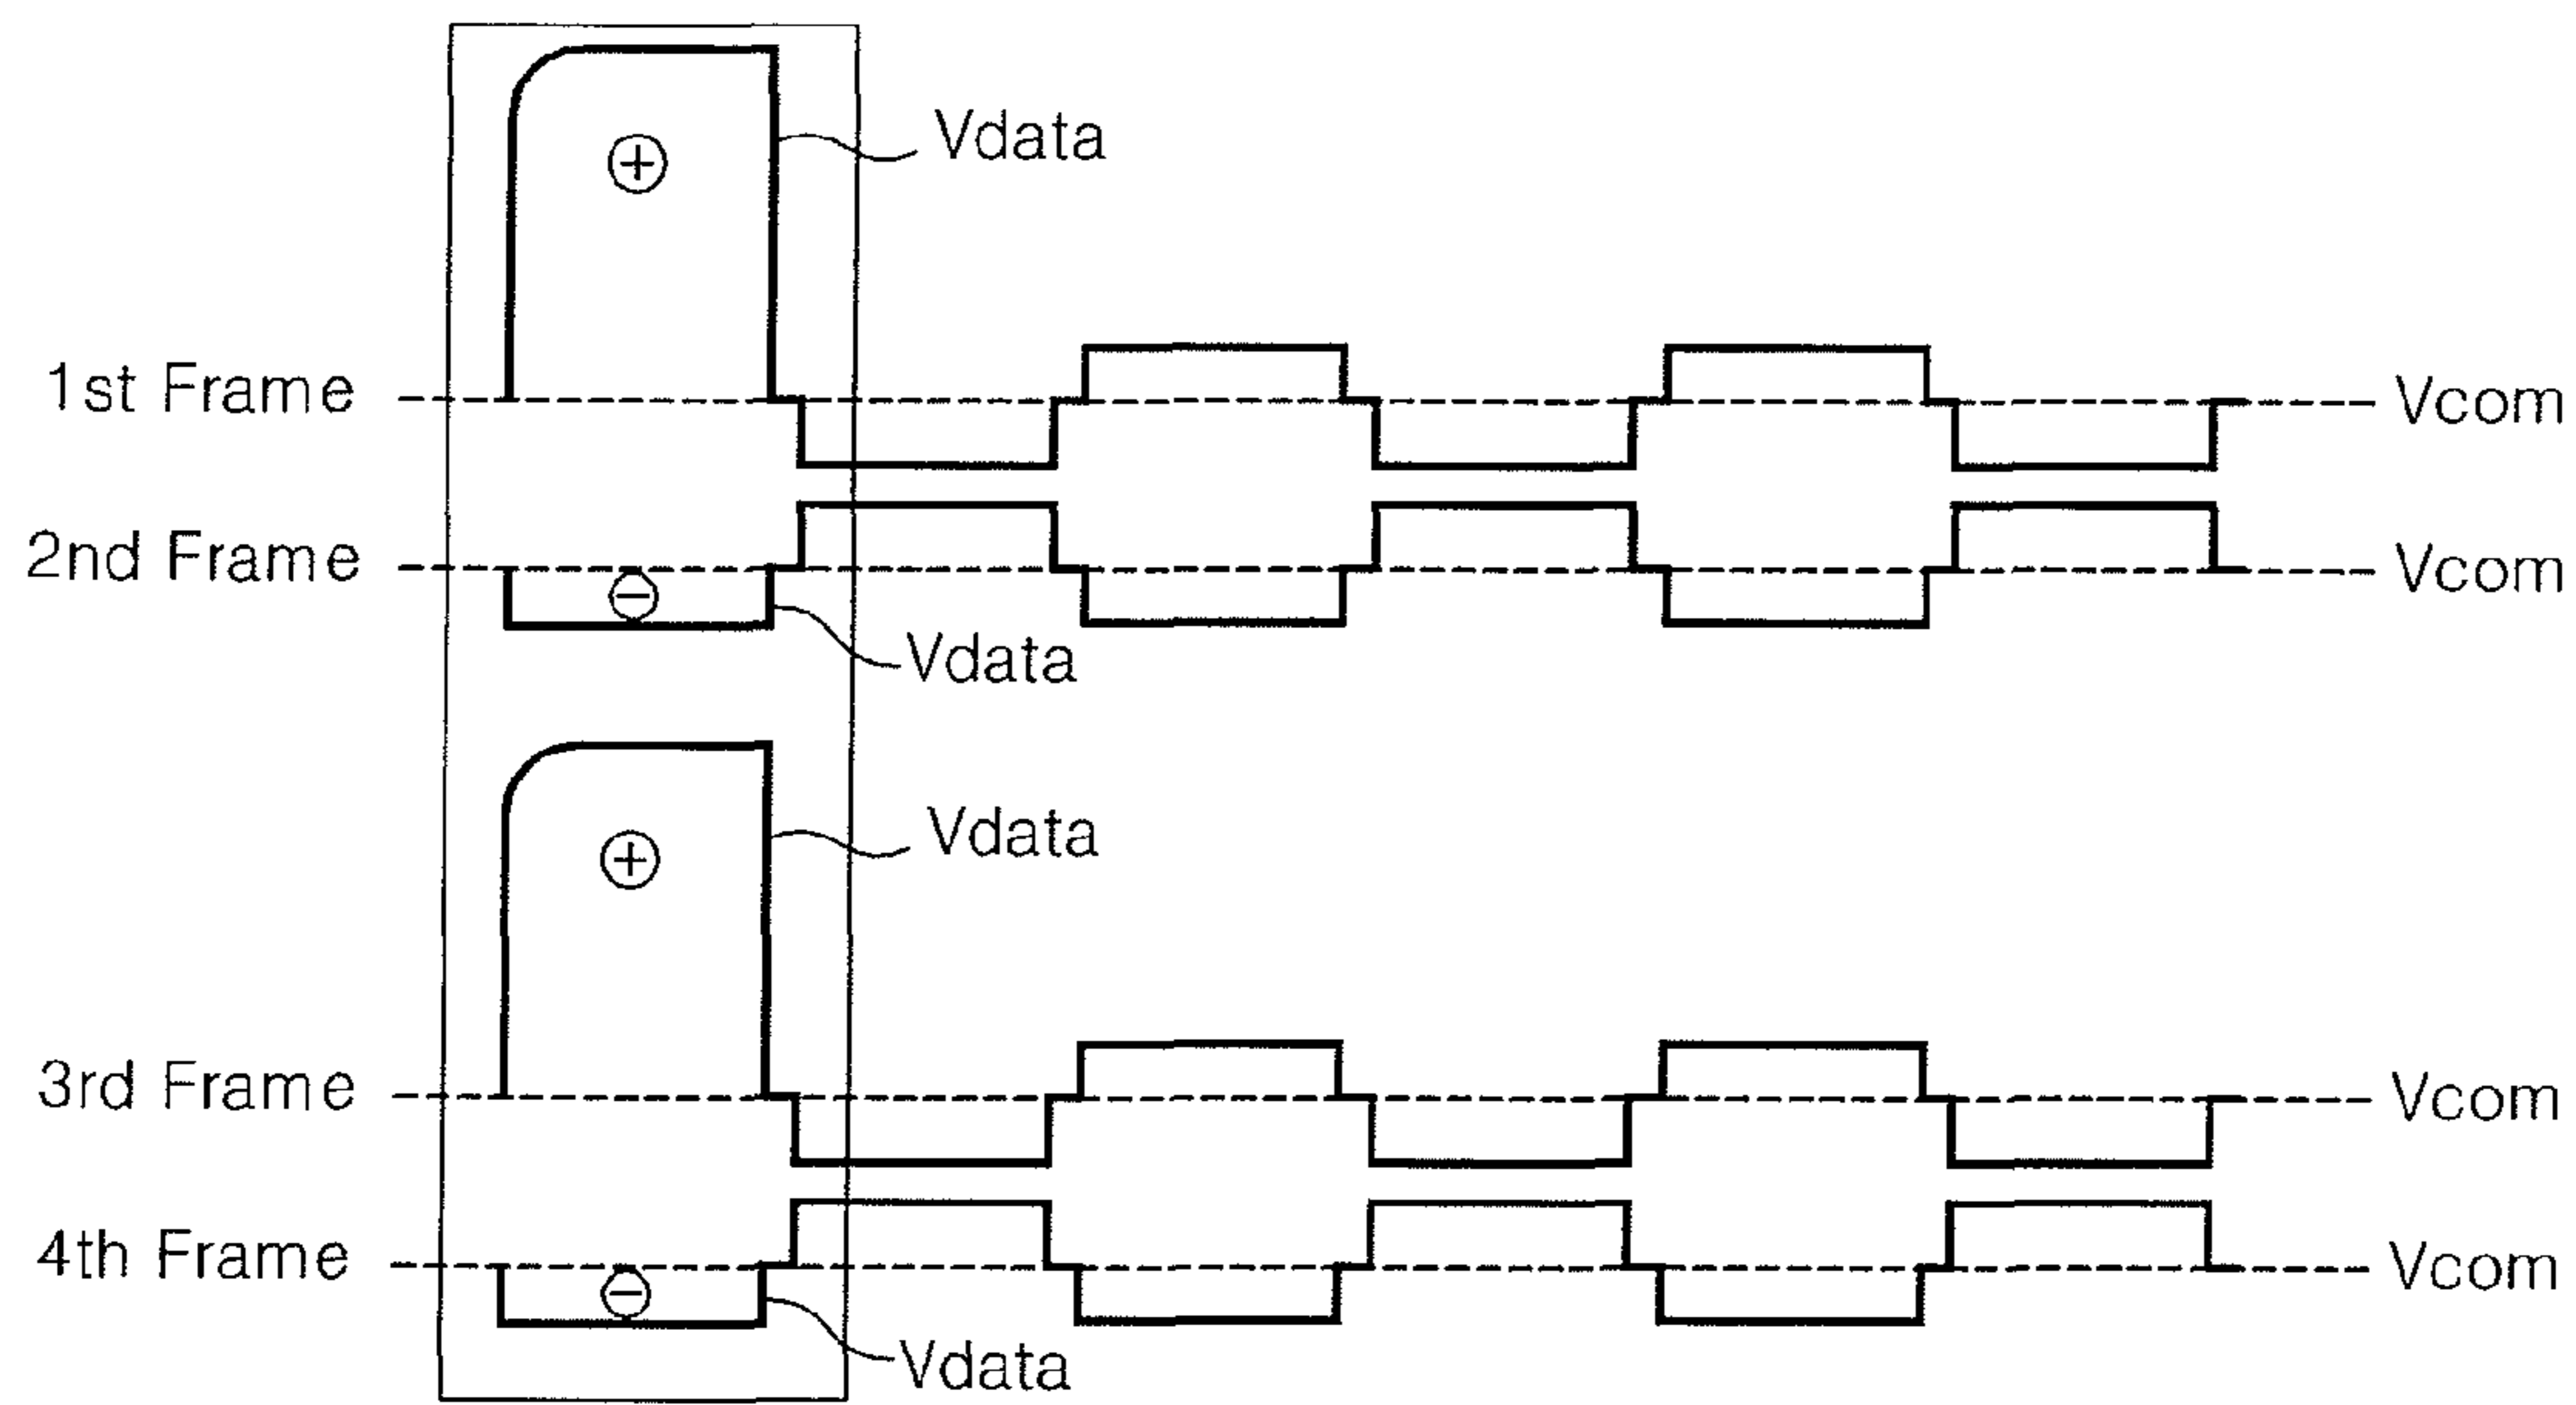 Vdata
1st Frame
Vcom
2nd Frame
Vcom
Vdata
Vdata
3rd Frame
Vcom
4th Frame
Vcom
Vdata